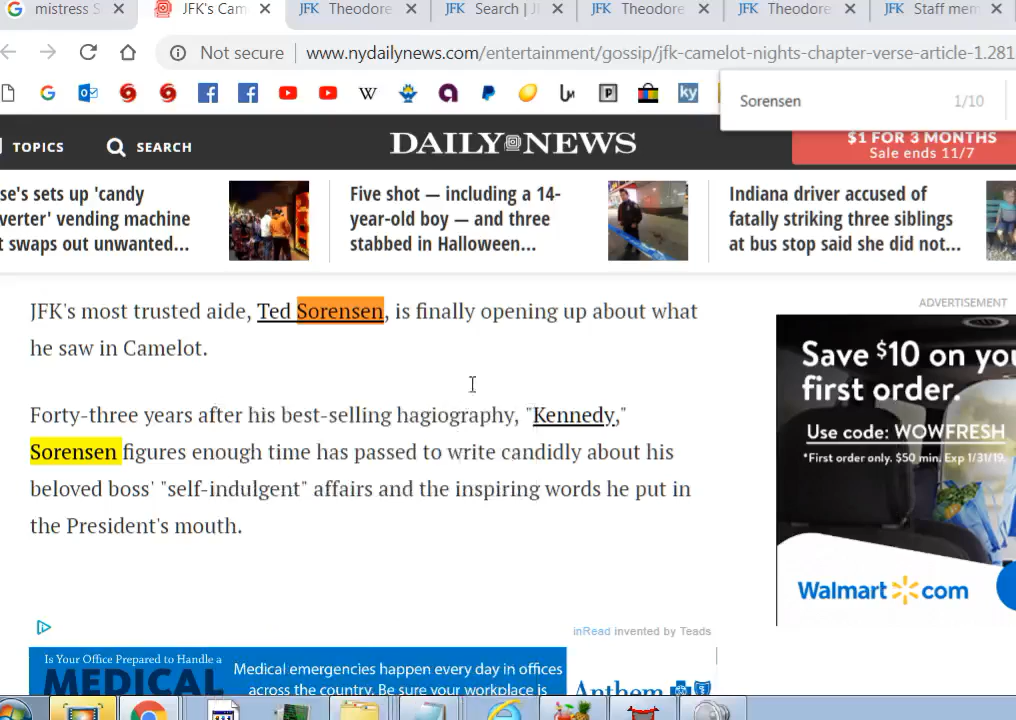 mistress S
JFK's Cam
Theodore
Search | J
Theodore
Theodore
Staff mem
Not secure
www.nydailynews.com/entertainment/gossip/jfk-camelot-nights-chapter-verse-article-1.281
Sorensen 1/10
TOPICS
SEARCH
DAILY NEWS
$1 FOR 3 MONTHS
Sale ends 11/7
se's sets up 'candy
verter' vending machine
t swaps out unwanted...
Five shot — including a 14-
year-old boy — and three
stabbed in Halloween...
Indiana driver accused of
fatally striking three siblings
at bus stop said she did not...
JFK's most trusted aide, Ted Sorensen, is finally opening up about what
he saw in Camelot.
Forty-three years after his best-selling hagiography, "Kennedy,"
Sorensen figures enough time has passed to write candidly about his
beloved boss' "self-indulgent" affairs and the inspiring words he put in
the President's mouth.
ADVERTISEMENT
Save $10 on you
first order.
Use code: WOWFRESH
*First order only. $50 min. Exp 1/31/19.
Walmart.com
inRead invented by Teads
Is Your Office Prepared to Handle a
MEDICAL
Medical emergencies happen every day in offices
across the country. Be sure your workplace is
Anthem